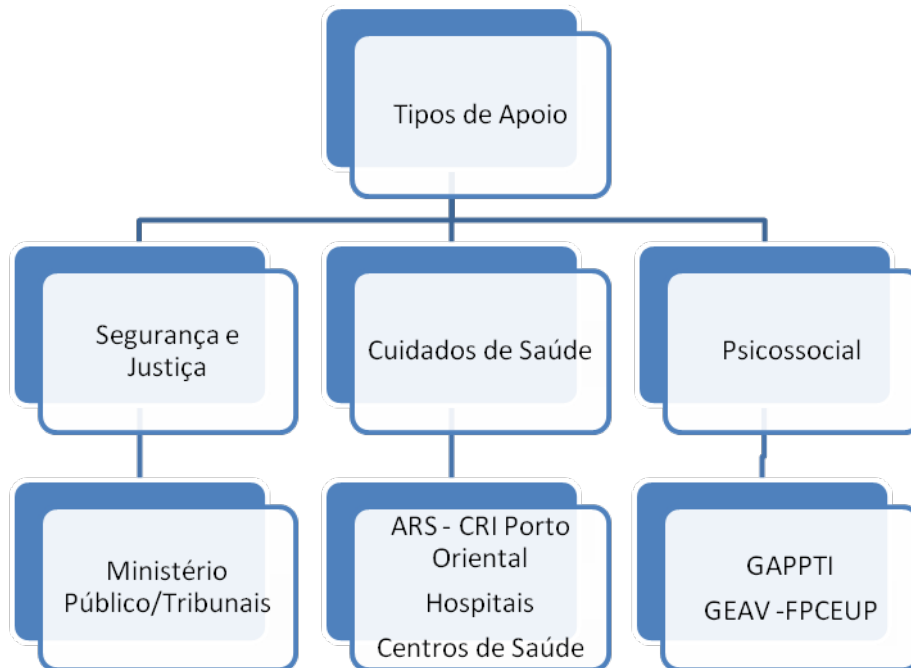 Tipos de Apoio
Segurança e
Justiça
Cuidados de Saúde
Psicossocial
Ministério
Público/Tribunais
ARS - CRI Porto
Oriental
Hospitais
Centros de Saúde
GAPPTI
GEAV -FPCEUP